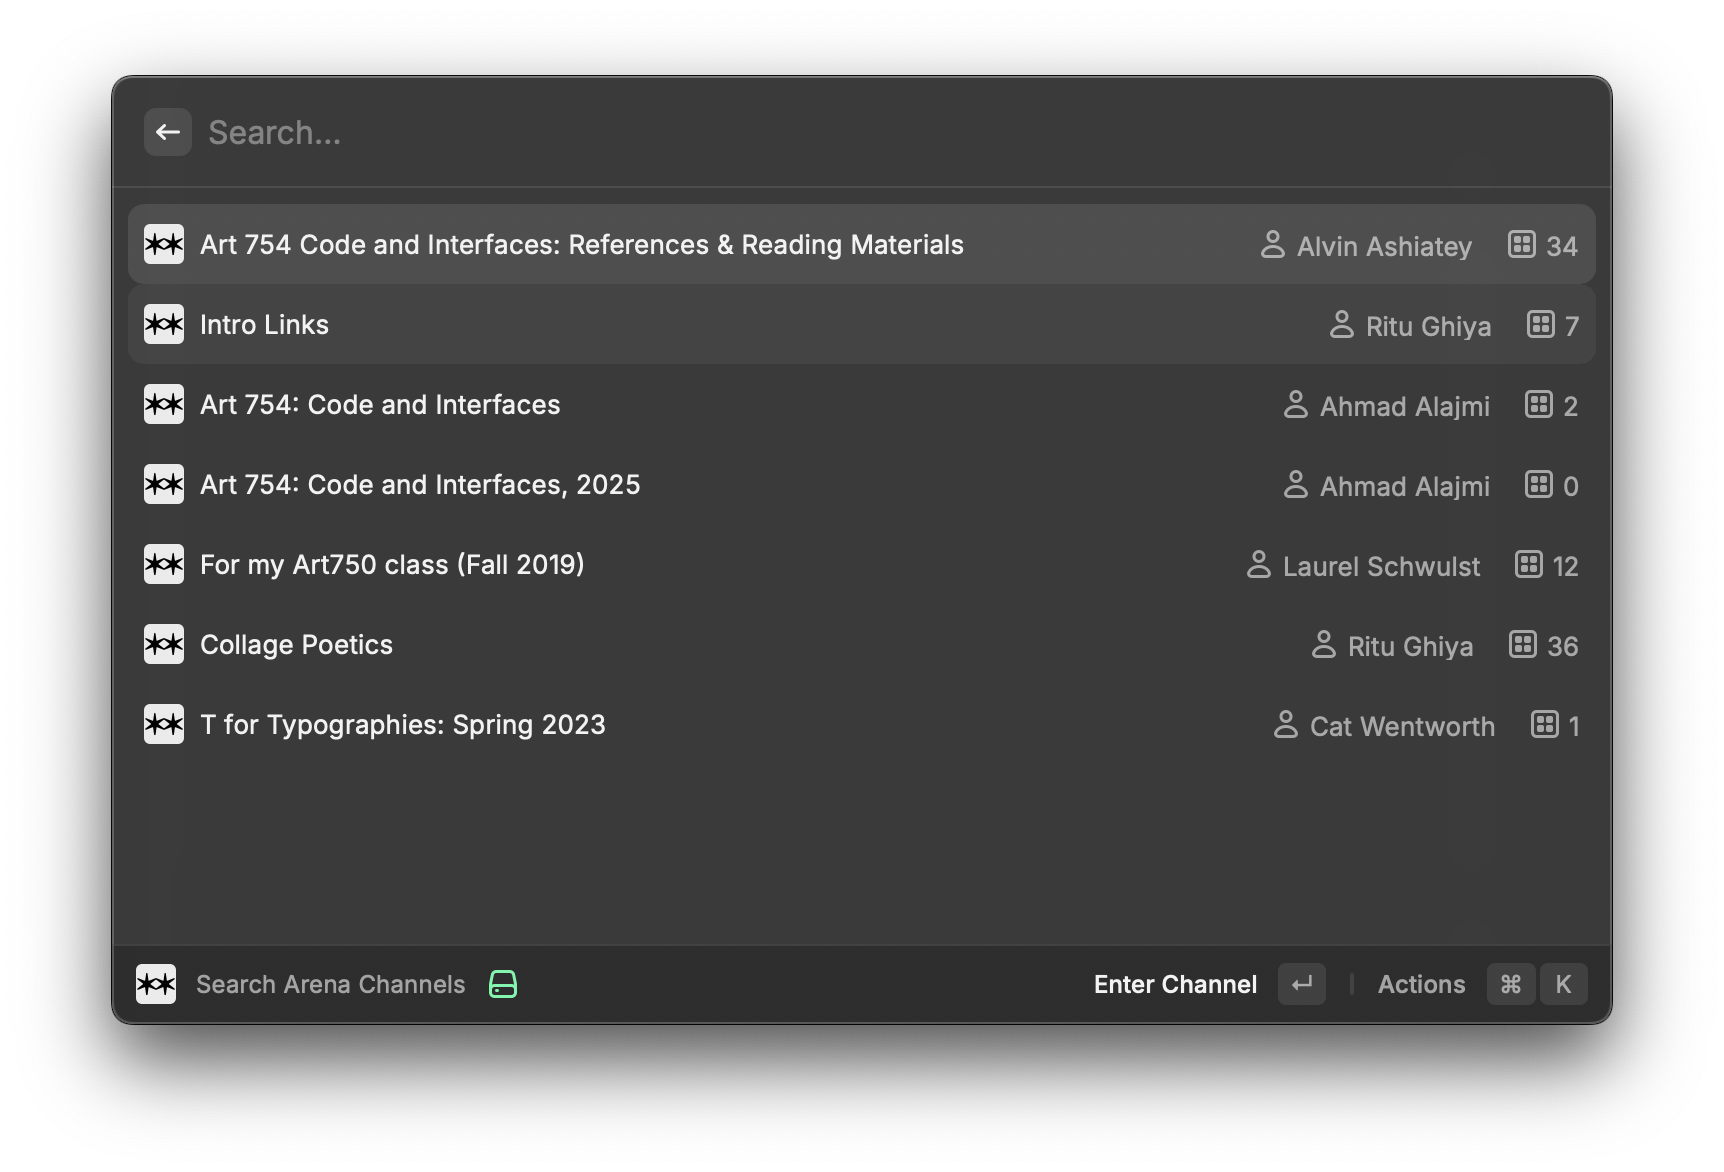 Search...
Art 754 Code and Interfaces: References & Reading Materials Alvin Ashiatey 34
Intro Links Ritu Ghiya 7
Art 754: Code and Interfaces Ahmad Alajmi 2
Art 754: Code and Interfaces, 2025 Ahmad Alajmi 0
For my Art750 class (Fall 2019) Laurel Schwulst 12
Collage Poetics Ritu Ghiya 36
T for Typographies: Spring 2023 Cat Wentworth 1
Search Arena Channels Enter Channel ↵ Actions ⌘ K